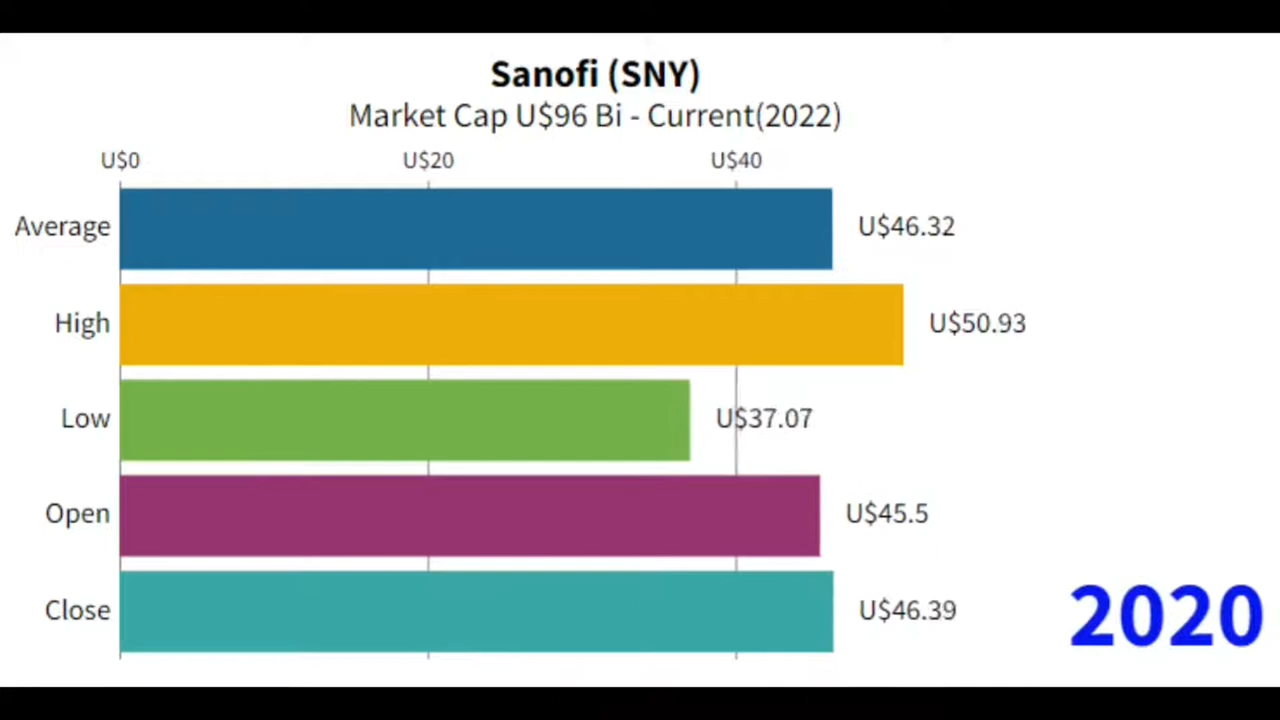 Sanofi (SNY)
Market Cap U$96 Bi - Current(2022)
U$0 U$20 U$40
Average U$46.32
High U$50.93
Low U$37.07
Open U$45.5
Close U$46.39
2020